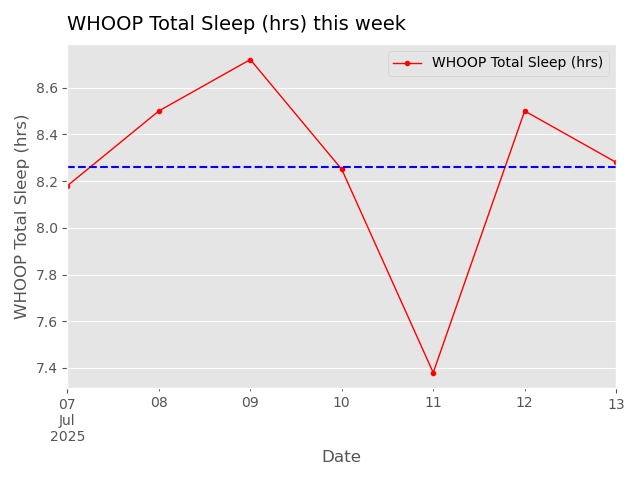 WHOOP Total Sleep (hrs) this week
WHOOP Total Sleep (hrs)
WHOOP Total Sleep (hrs)
8.6
8.4
8.2
8.0
7.8
7.6
7.4
07 08 09 10 11 12 13
Jul
2025
Date